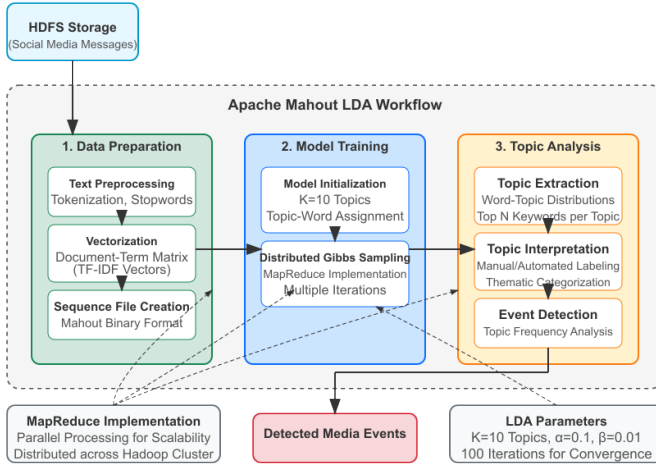 HDFS Storage
(Social Media Messages)
Apache Mahout LDA Workflow
1. Data Preparation
Text Preprocessing
Tokenization, Stopwords
Vectorization
Document-Term Matrix
(TF-IDF Vectors)
Sequence File Creation
Mahout Binary Format
2. Model Training
Model Initialization
K=10 Topics
Topic-Word Assignment
Distributed Gibbs Sampling
MapReduce Implementation
Multiple Iterations
3. Topic Analysis
Topic Extraction
Word-Topic Distributions
Top N Keywords per Topic
Topic Interpretation
Manual/Automated Labeling
Thematic Categorization
Event Detection
Topic Frequency Analysis
MapReduce Implementation
Parallel Processing for Scalability
Distributed across Hadoop Cluster
Detected Media Events
LDA Parameters
K=10 Topics, α=0.1, β=0.01
100 Iterations for Convergence